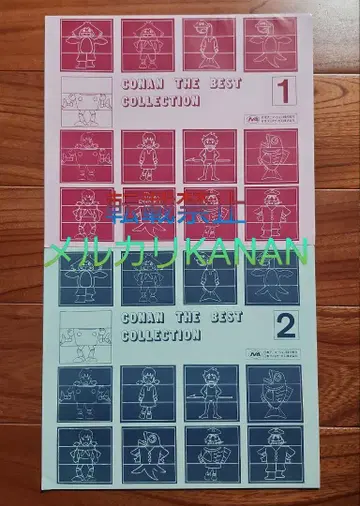 CONAN THE BEST
COLLECTION
1
転載禁止
メルカリKANAN
CONAN THE BEST
COLLECTION
2